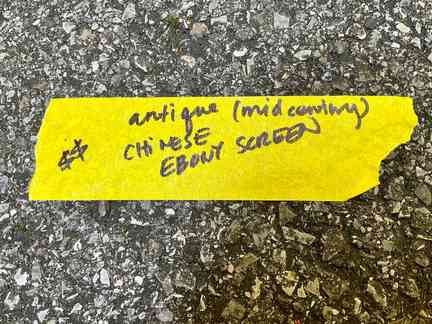 antique (mid century)
# CHINESE
EBONY SCREEN